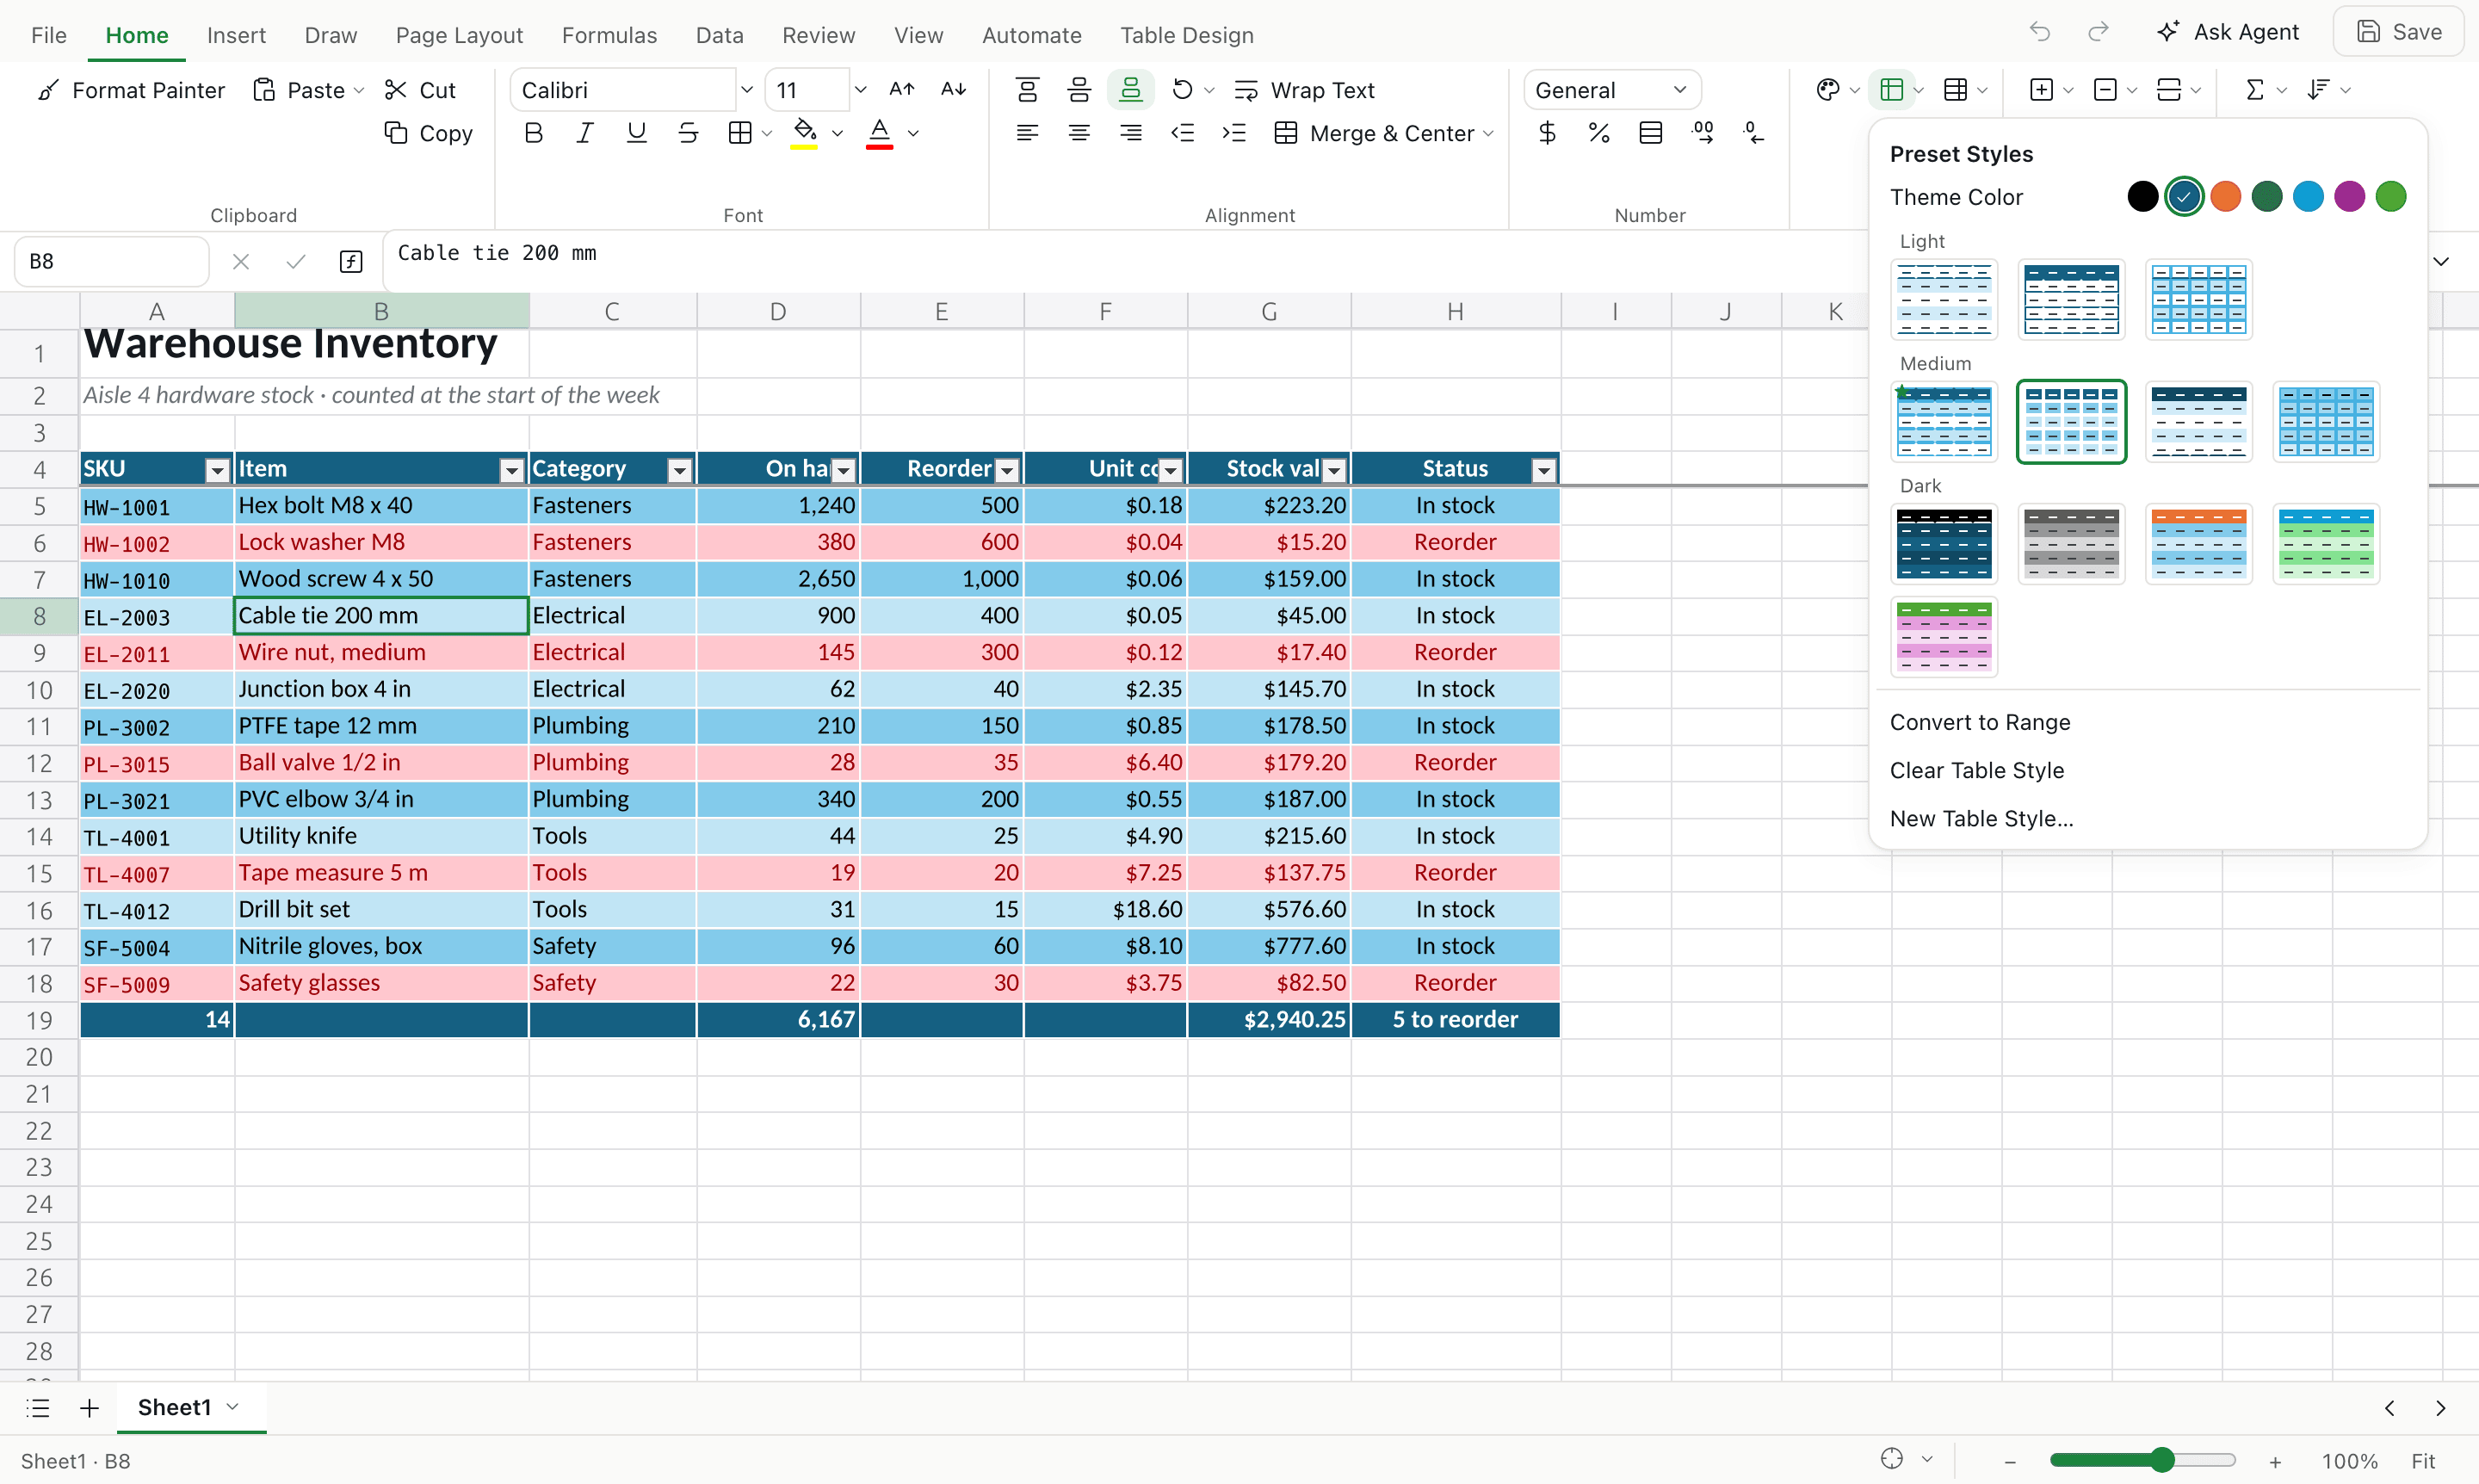 File Home Insert Draw Page Layout Formulas Data Review View Automate Table Design Ask Agent Save
Format Painter Paste Cut Calibri 11 Wrap Text General
Copy Merge & Center
Clipboard Font Alignment Number
B8 Cable tie 200 mm
A B C D E F G H I J K
1 Warehouse Inventory
2 Aisle 4 hardware stock · counted at the start of the week
3
4 SKU Item Category On ha Reorder Unit co Stock val Status
5 HW-1001 Hex bolt M8 x 40 Fasteners 1,240 500 $0.18 $223.20 In stock
6 HW-1002 Lock washer M8 Fasteners 380 600 $0.04 $15.20 Reorder
7 HW-1010 Wood screw 4 x 50 Fasteners 2,650 1,000 $0.06 $159.00 In stock
8 EL-2003 Cable tie 200 mm Electrical 900 400 $0.05 $45.00 In stock
9 EL-2011 Wire nut, medium Electrical 145 300 $0.12 $17.40 Reorder
10 EL-2020 Junction box 4 in Electrical 62 40 $2.35 $145.70 In stock
11 PL-3002 PTFE tape 12 mm Plumbing 210 150 $0.85 $178.50 In stock
12 PL-3015 Ball valve 1/2 in Plumbing 28 35 $6.40 $179.20 Reorder
13 PL-3021 PVC elbow 3/4 in Plumbing 340 200 $0.55 $187.00 In stock
14 TL-4001 Utility knife Tools 44 25 $4.90 $215.60 In stock
15 TL-4007 Tape measure 5 m Tools 19 20 $7.25 $137.75 Reorder
16 TL-4012 Drill bit set Tools 31 15 $18.60 $576.60 In stock
17 SF-5004 Nitrile gloves, box Safety 96 60 $8.10 $777.60 In stock
18 SF-5009 Safety glasses Safety 22 30 $3.75 $82.50 Reorder
19 14 6,167 $2,940.25 5 to reorder
20
21
22
23
24
25
26
27
28
Preset Styles
Theme Color
Light
Medium
Dark
Convert to Range
Clear Table Style
New Table Style...
Sheet1
Sheet1 · B8 100% Fit